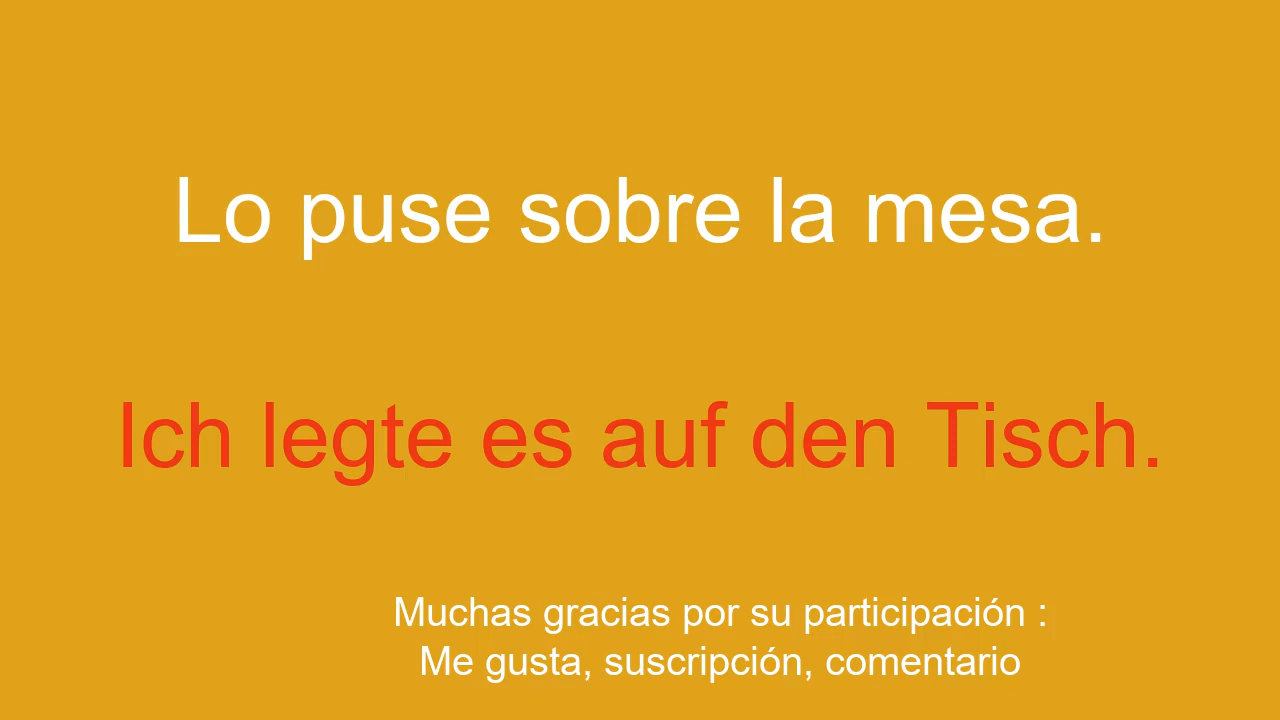 Lo puse sobre la mesa.
Ich legte es auf den Tisch.
Muchas gracias por su participación :
Me gusta, suscripción, comentario